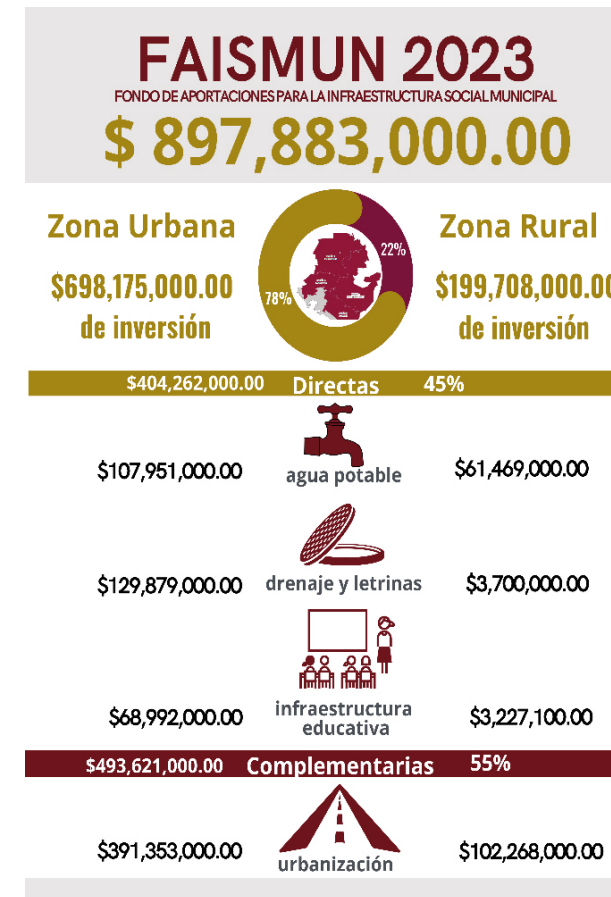 FAISMUN 2023
FONDO DE APORTACIONES PARA LA INFRAESTRUCTURA SOCIAL MUNICIPAL
$ 897,883,000.00
Zona Urbana
$698,175,000.00
de inversión
78%
22%
Zona Rural
$199,708,000.00
de inversión
$404,262,000.00 Directas 45%
$107,951,000.00 agua potable $61,469,000.00
$129,879,000.00 drenaje y letrinas $3,700,000.00
$68,992,000.00 infraestructura educativa $3,227,100.00
$493,621,000.00 Complementarias 55%
$391,353,000.00 urbanización $102,268,000.00